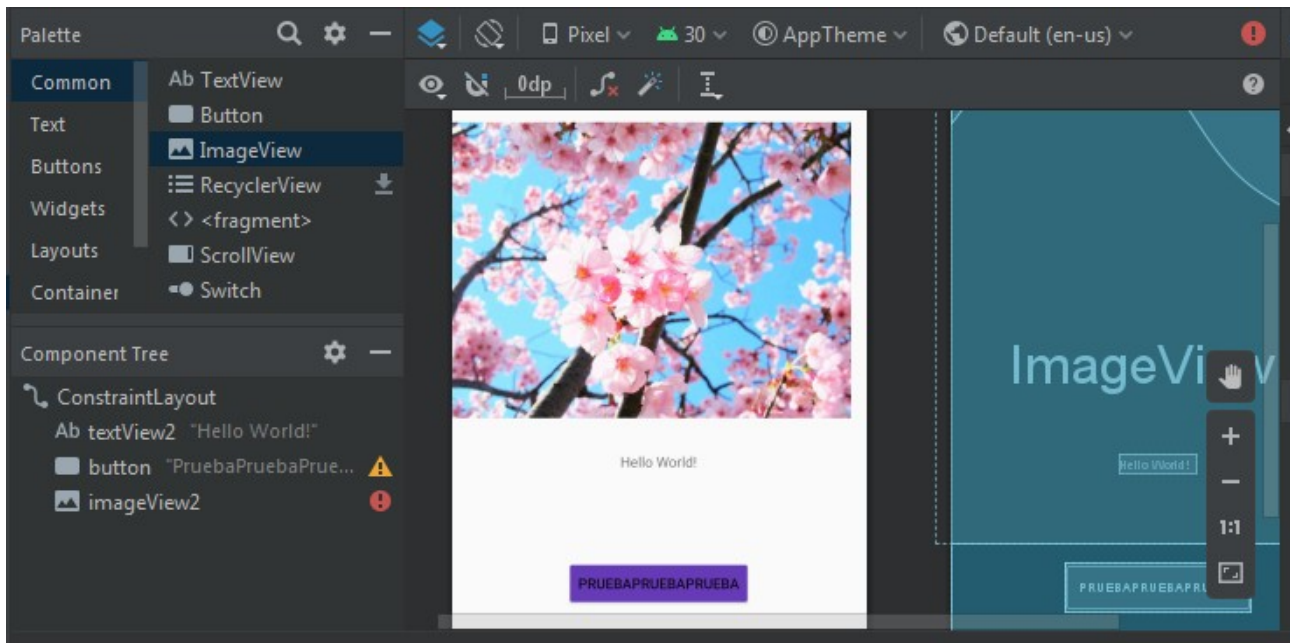 Palette
Common
Text
Buttons
Widgets
Layouts
Container
Ab TextView
Button
ImageView
RecyclerView
<> <fragment>
ScrollView
Switch
Component Tree
ConstraintLayout
Ab textView2 "Hello World!"
button "PruebaPruebaPrue...
imageView2
Pixel 30 AppTheme Default (en-us)
0dp
Hello World!
PRUEBAPRUEBAPRUEBA
ImageView
Hello World!
PRUEBAPRUEBAPRU
1:1